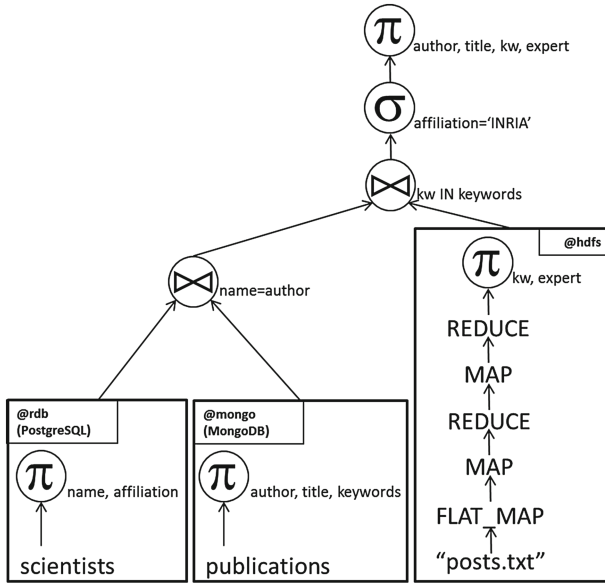 π
author, title, kw, expert
σ
affiliation=‘INRIA’
⋈
kw IN keywords
⋈
name=author
@rdb
(PostgreSQL)
π
name, affiliation
scientists
@mongo
(MongoDB)
π
author, title, keywords
publications
@hdfs
π
kw, expert
REDUCE
MAP
REDUCE
MAP
FLAT_MAP
“posts.txt”